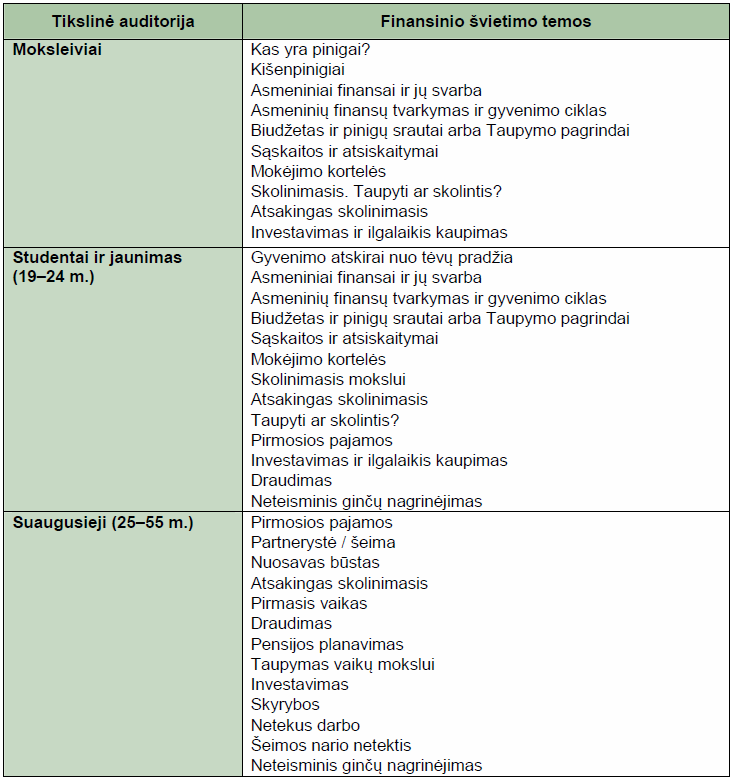 Tikslinė auditorija
Finansinio švietimo temos
Moksleiviai
Kas yra pinigai?
Kišenpinigiai
Asmeniniai finansai ir jų svarba
Asmeninių finansų tvarkymas ir gyvenimo ciklas
Biudžetas ir pinigų srautai arba Taupymo pagrindai
Sąskaitos ir atsiskaitymai
Mokėjimo kortelės
Skolinimasis. Taupyti ar skolintis?
Atsakingas skolinimasis
Investavimas ir ilgalaikis kaupimas
Studentai ir jaunimas
(19–24 m.)
Gyvenimo atskirai nuo tėvų pradžia
Asmeniniai finansai ir jų svarba
Asmeninių finansų tvarkymas ir gyvenimo ciklas
Biudžetas ir pinigų srautai arba Taupymo pagrindai
Sąskaitos ir atsiskaitymai
Mokėjimo kortelės
Skolinimasis mokslui
Atsakingas skolinimasis
Taupyti ar skolintis?
Pirmosios pajamos
Investavimas ir ilgalaikis kaupimas
Draudimas
Neteisminis ginčų nagrinėjimas
Suaugusieji (25–55 m.)
Pirmosios pajamos
Partnerystė / šeima
Nuosavas būstas
Atsakingas skolinimasis
Pirmasis vaikas
Draudimas
Pensijos planavimas
Taupymas vaikų mokslui
Investavimas
Skyrybos
Netekus darbo
Šeimos nario netektis
Neteisminis ginčų nagrinėjimas